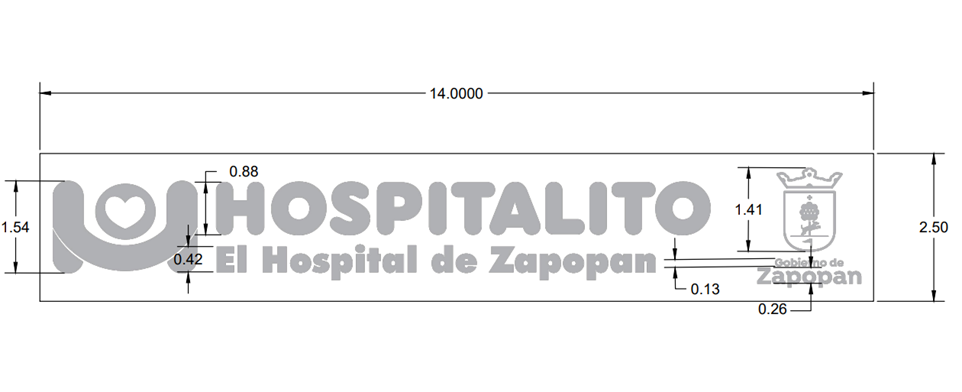 14.0000
0.88
HOSPITALITO
1.54
1.41
2.50
0.42
El Hospital de Zapopan
Gobierno de
Zapopan
0.13
0.26